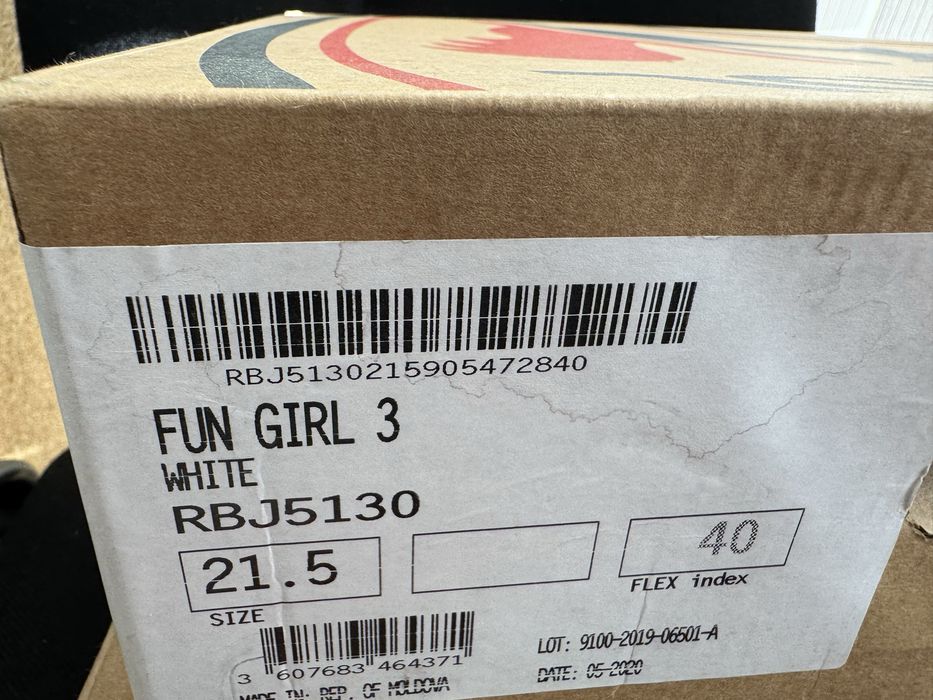 RBJ5130215905472840
FUN GIRL 3
WHITE
RBJ5130
21.5
40
SIZE
FLEX index
3 607683 464371
LOT: 9100-2019-06501-A
DATE: 05-2020
MADE IN: REP. OF MOLDOVA